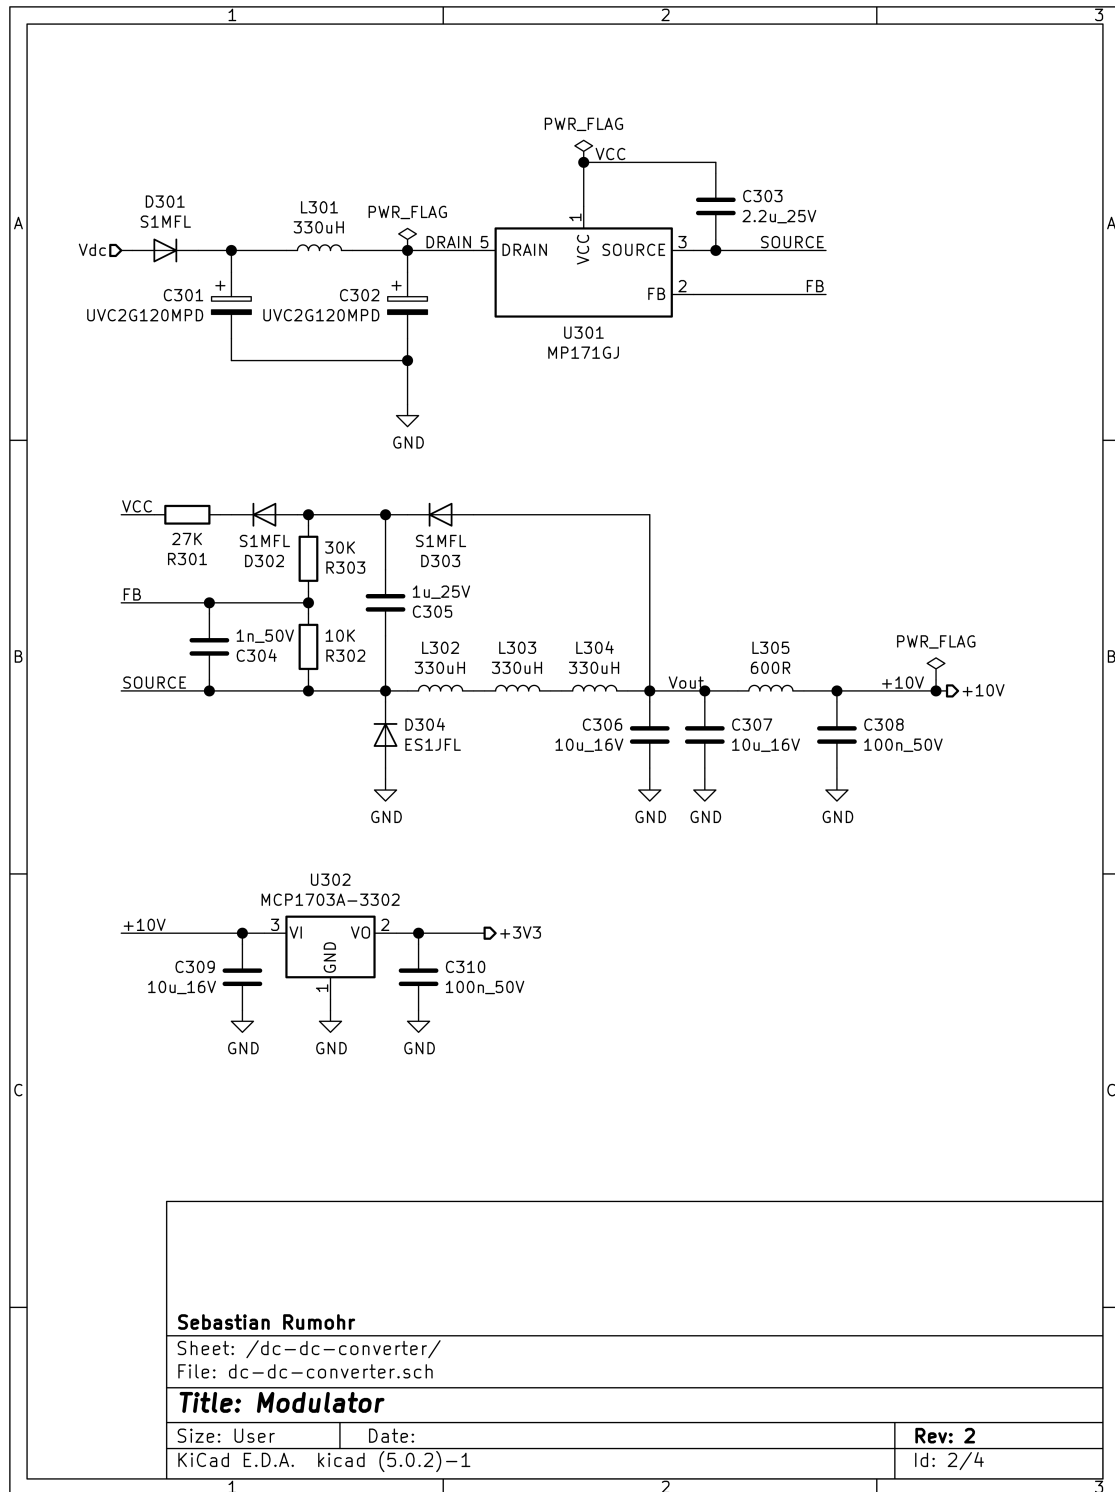 1 2 3
PWR_FLAG
VCC
D301
S1MFL
L301
330uH
PWR_FLAG
C303
2.2u_25V
A A
Vdc
DRAIN 5
DRAIN
1
VCC
SOURCE
3
SOURCE
FB
2
FB
C301
UVC2G120MPD
+
C302
UVC2G120MPD
+
U301
MP171GJ
GND
VCC
27K
R301
S1MFL
D302
30K
R303
S1MFL
D303
FB
1u_25V
C305
1n_50V
C304
10K
R302
B B
L302
330uH
L303
330uH
L304
330uH
L305
600R
PWR_FLAG
SOURCE
Vout
+10V
+10V
D304
ES1JFL
C306
10u_16V
C307
10u_16V
C308
100n_50V
GND
GND GND GND
U302
MCP1703A-3302
+10V
3
VI
VO
2
+3V3
GND
1
C309
10u_16V
C310
100n_50V
GND GND GND
C C
Sebastian Rumohr
Sheet: /dc-dc-converter/
File: dc-dc-converter.sch
Title: Modulator
Size: User Date: Rev: 2
KiCad E.D.A. kicad (5.0.2)-1 Id: 2/4
1 2 3